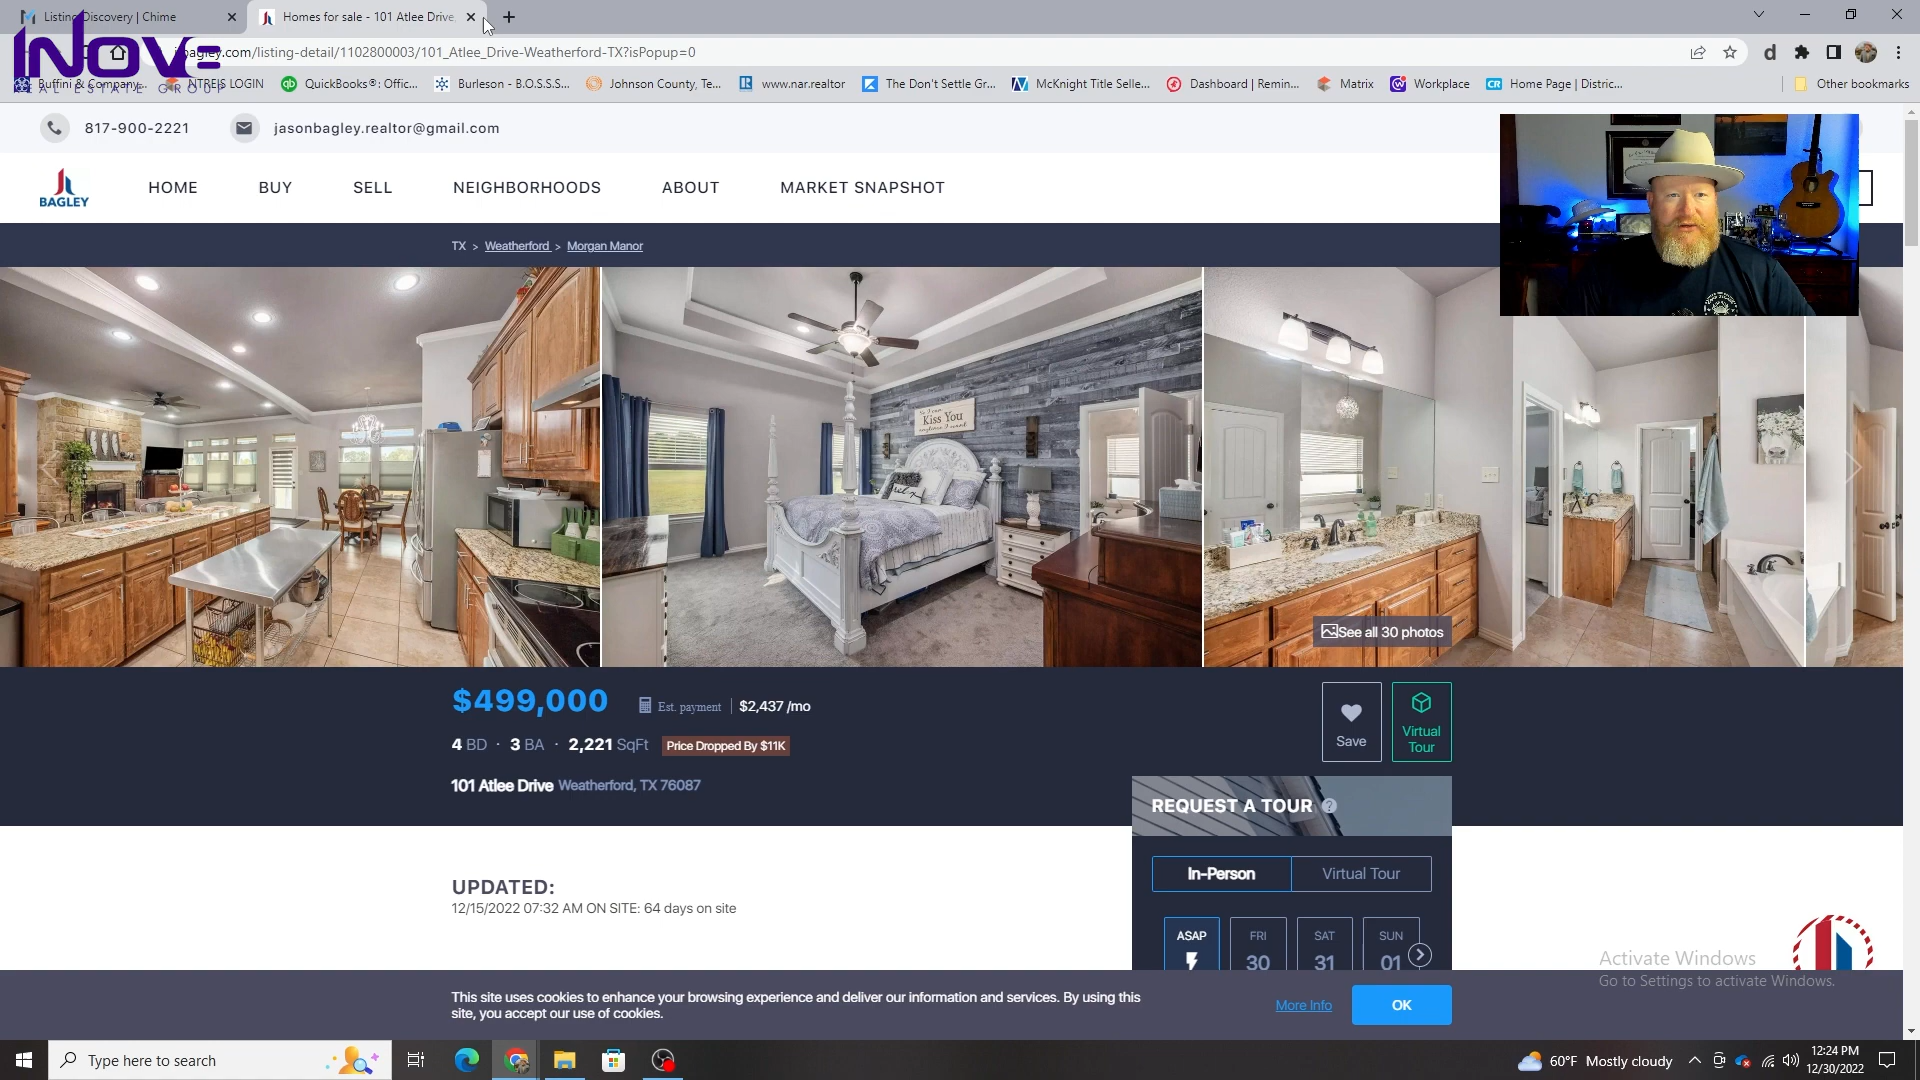 Listing Discovery | Chime
Homes for sale - 101 Atlee Drive,
INOVE
REAL ESTATE GROUP
bagley.com/listing-detail/1102800003/101_Atlee_Drive-Weatherford-TX?isPopup=0
Buffini & Company...
NTREIS LOGIN
QuickBooks®: Offic...
Burleson - B.O.S.S.S...
Johnson County, Te...
www.nar.realtor
The Don't Settle Gr...
McKnight Title Selle...
Dashboard | Remin...
Matrix
Workplace
Home Page | Distric...
Other bookmarks
817-900-2221
jasonbagley.realtor@gmail.com
BAGLEY
HOME
BUY
SELL
NEIGHBORHOODS
ABOUT
MARKET SNAPSHOT
TX > Weatherford > Morgan Manor
Kiss You
See all 30 photos
$499,000
Est. payment | $2,437 /mo
4 BD · 3 BA · 2,221 SqFt
Price Dropped By $11K
101 Atlee Drive Weatherford, TX 76087
Save
Virtual
Tour
REQUEST A TOUR
In-Person
Virtual Tour
ASAP
FRI
30
SAT
31
SUN
01
UPDATED:
12/15/2022 07:32 AM ON SITE: 64 days on site
Activate Windows
Go to Settings to activate Windows.
This site uses cookies to enhance your browsing experience and deliver our information and services. By using this
site, you accept our use of cookies.
More Info
OK
Type here to search
60°F Mostly cloudy
12:24 PM
12/30/2022